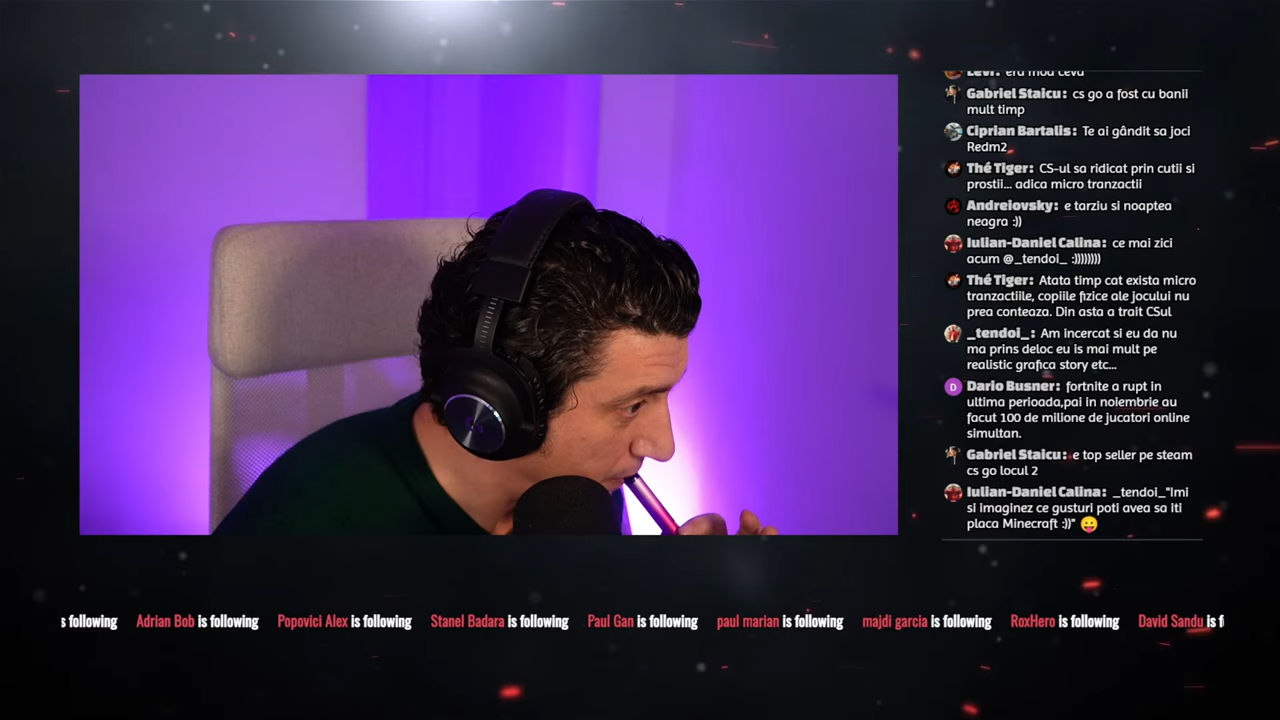 Levi: era mod ceva
Gabriel Staicu: cs go a fost cu banii
mult timp
Ciprian Bartalis: Te ai gândit sa joci
Redm2
Thé Tiger: CS-ul sa ridicat prin cutii si
prostii... adica micro tranzactii
Andreiovsky: e tarziu si noaptea
neagra :))
Iulian-Daniel Calina: ce mai zici
acum @_tendoi_ :))))))))
Thé Tiger: Atata timp cat exista micro
tranzactiile, copiile fizice ale jocului nu
prea conteaza. Din asta a trait CSul
_tendoi_: Am incercat si eu da nu
ma prins deloc eu is mai mult pe
realistic grafica story etc...
D
Dario Busner: fortnite a rupt in
ultima perioada,pai in noiembrie au
facut 100 de milione de jucatori online
simultan.
Gabriel Staicu: e top seller pe steam
cs go locul 2
Iulian-Daniel Calina: _tendoi_"Imi
si imaginez ce gusturi poti avea sa iti
placa Minecraft :))" 😛
s following Adrian Bob is following Popovici Alex is following Stanel Badara is following Paul Gan is following paul marian is following majdi garcia is following RoxHero is following David Sandu is f